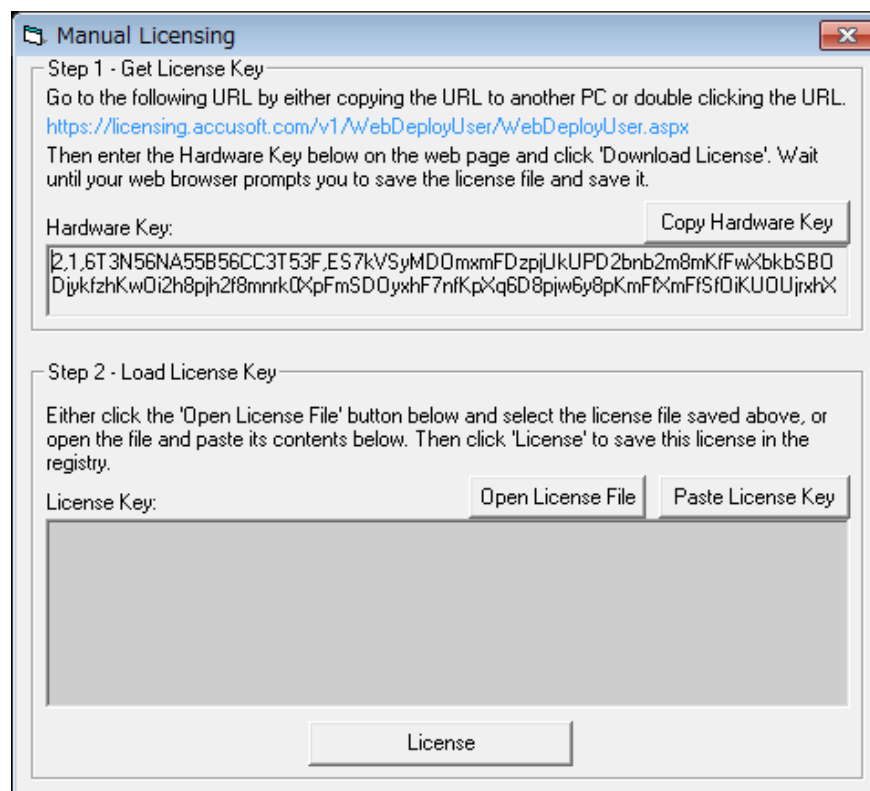 Manual Licensing
Step 1 - Get License Key
Go to the following URL by either copying the URL to another PC or double clicking the URL.
https://licensing.accusoft.com/v1/WebDeployUser/WebDeployUser.aspx
Then enter the Hardware Key below on the web page and click 'Download License'. Wait
until your web browser prompts you to save the license file and save it.
Copy Hardware Key
Hardware Key:
2,1,6T3N56NA55B56CC3T53F,ES7kVSyMDOmxmFDzpjUkUPD2bnb2m8mKfFwXbkbSBO
DjykfzhKwOi2h8pjh2f8mnrk0XpFmSDOyxhF7nfKpXq6D8pjw6y8pKmFfXmFfSfOiKUOUjrxhX
Step 2 - Load License Key
Either click the 'Open License File' button below and select the license file saved above, or
open the file and paste its contents below. Then click 'License' to save this license in the
registry.
License Key:
Open License File
Paste License Key
License